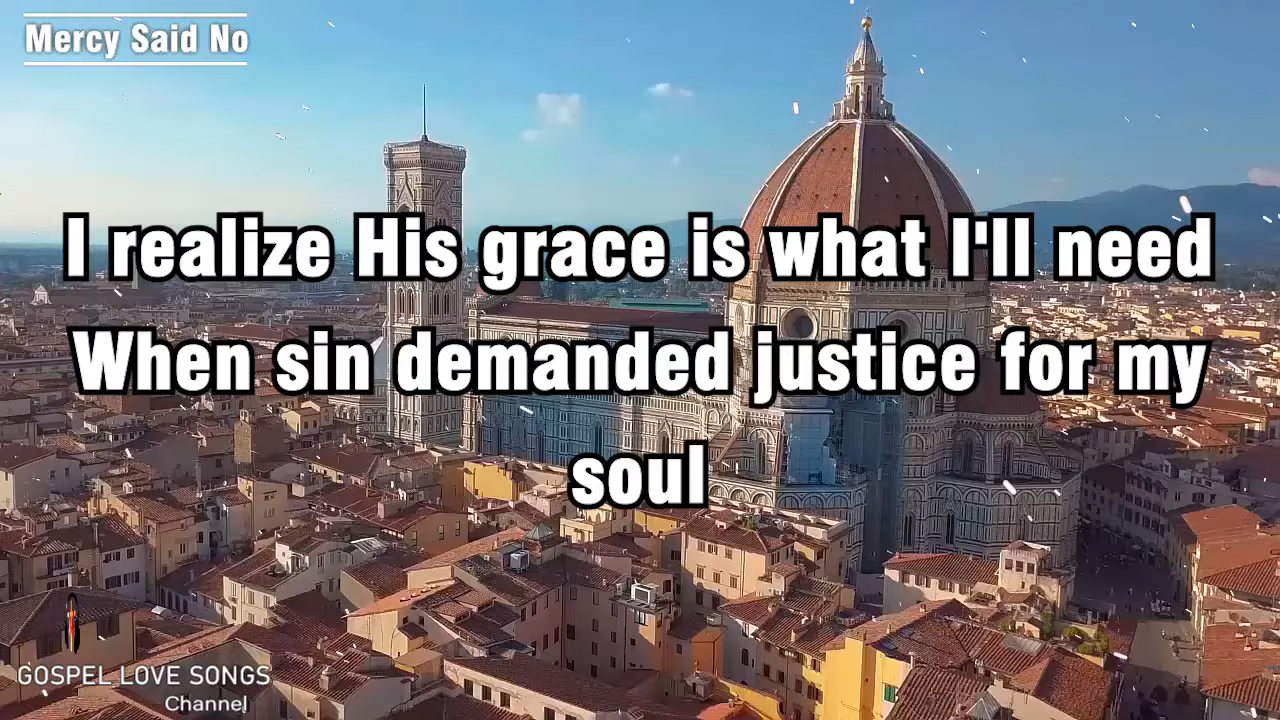 Mercy Said No
I realize His grace is what I'll need
When sin demanded justice for my
soul
GOSPEL LOVE SONGS
Channel